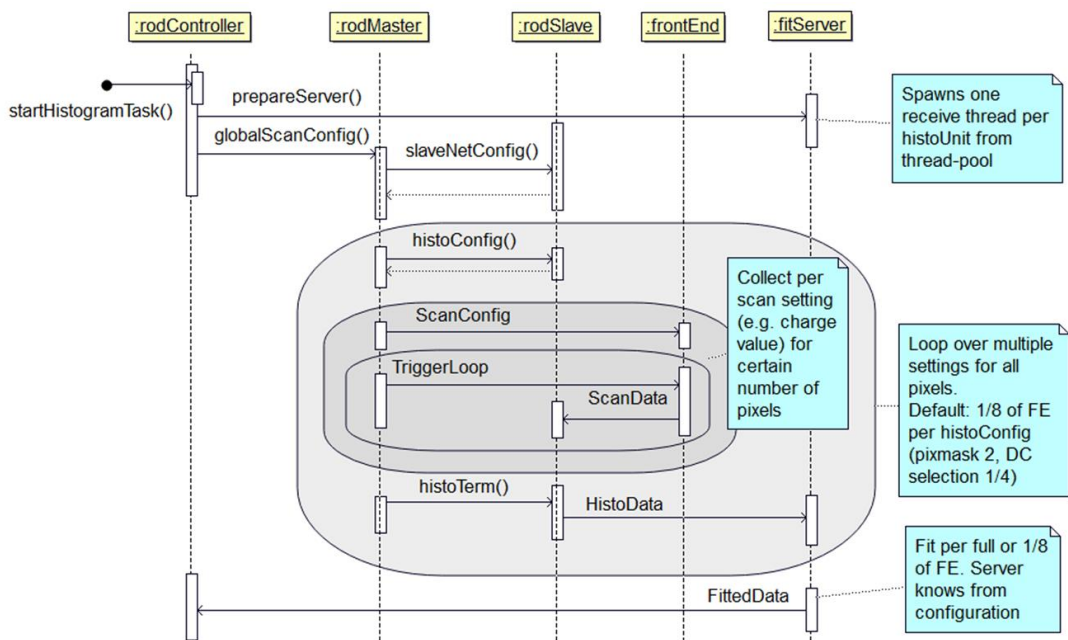 :rodController
:rodMaster
:rodSlave
:frontEnd
:fitServer
startHistogramTask()
prepareServer()
Spawns one
receive thread per
histoUnit from
thread-pool
globalScanConfig()
slaveNetConfig()
histoConfig()
Collect per
scan setting
(e.g. charge
value) for
certain
number of
pixels
ScanConfig
TriggerLoop
ScanData
Loop over multiple
settings for all
pixels.
Default: 1/8 of FE
per histoConfig
(pixmask 2, DC
selection 1/4)
histoTerm()
HistoData
Fit per full or 1/8
of FE. Server
knows from
configuration
FittedData